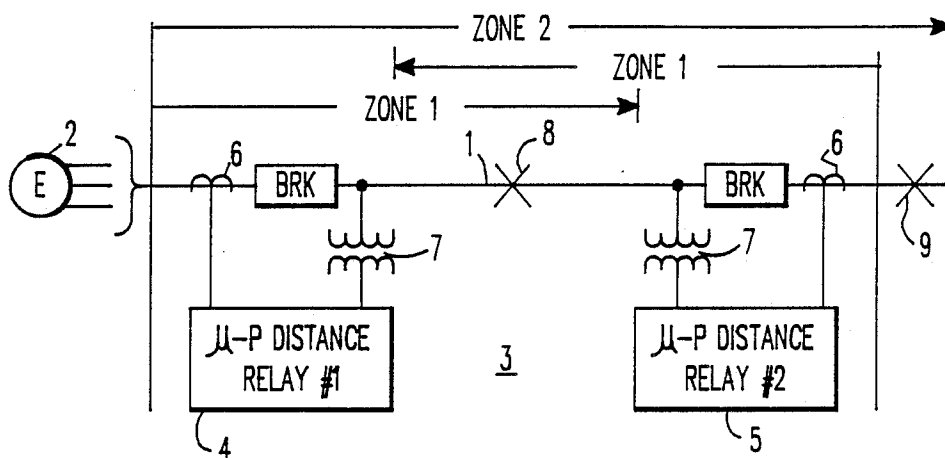 ZONE 2
ZONE 1
ZONE 1
2
E
6
BRK
1
8
BRK
6
9
7
7
μ-P DISTANCE
RELAY #1
3
μ-P DISTANCE
RELAY #2
4
5